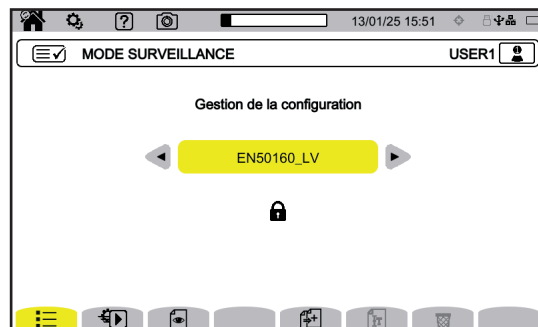 13/01/25 15:51
MODE SURVEILLANCE
USER1
Gestion de la configuration
EN50160_LV